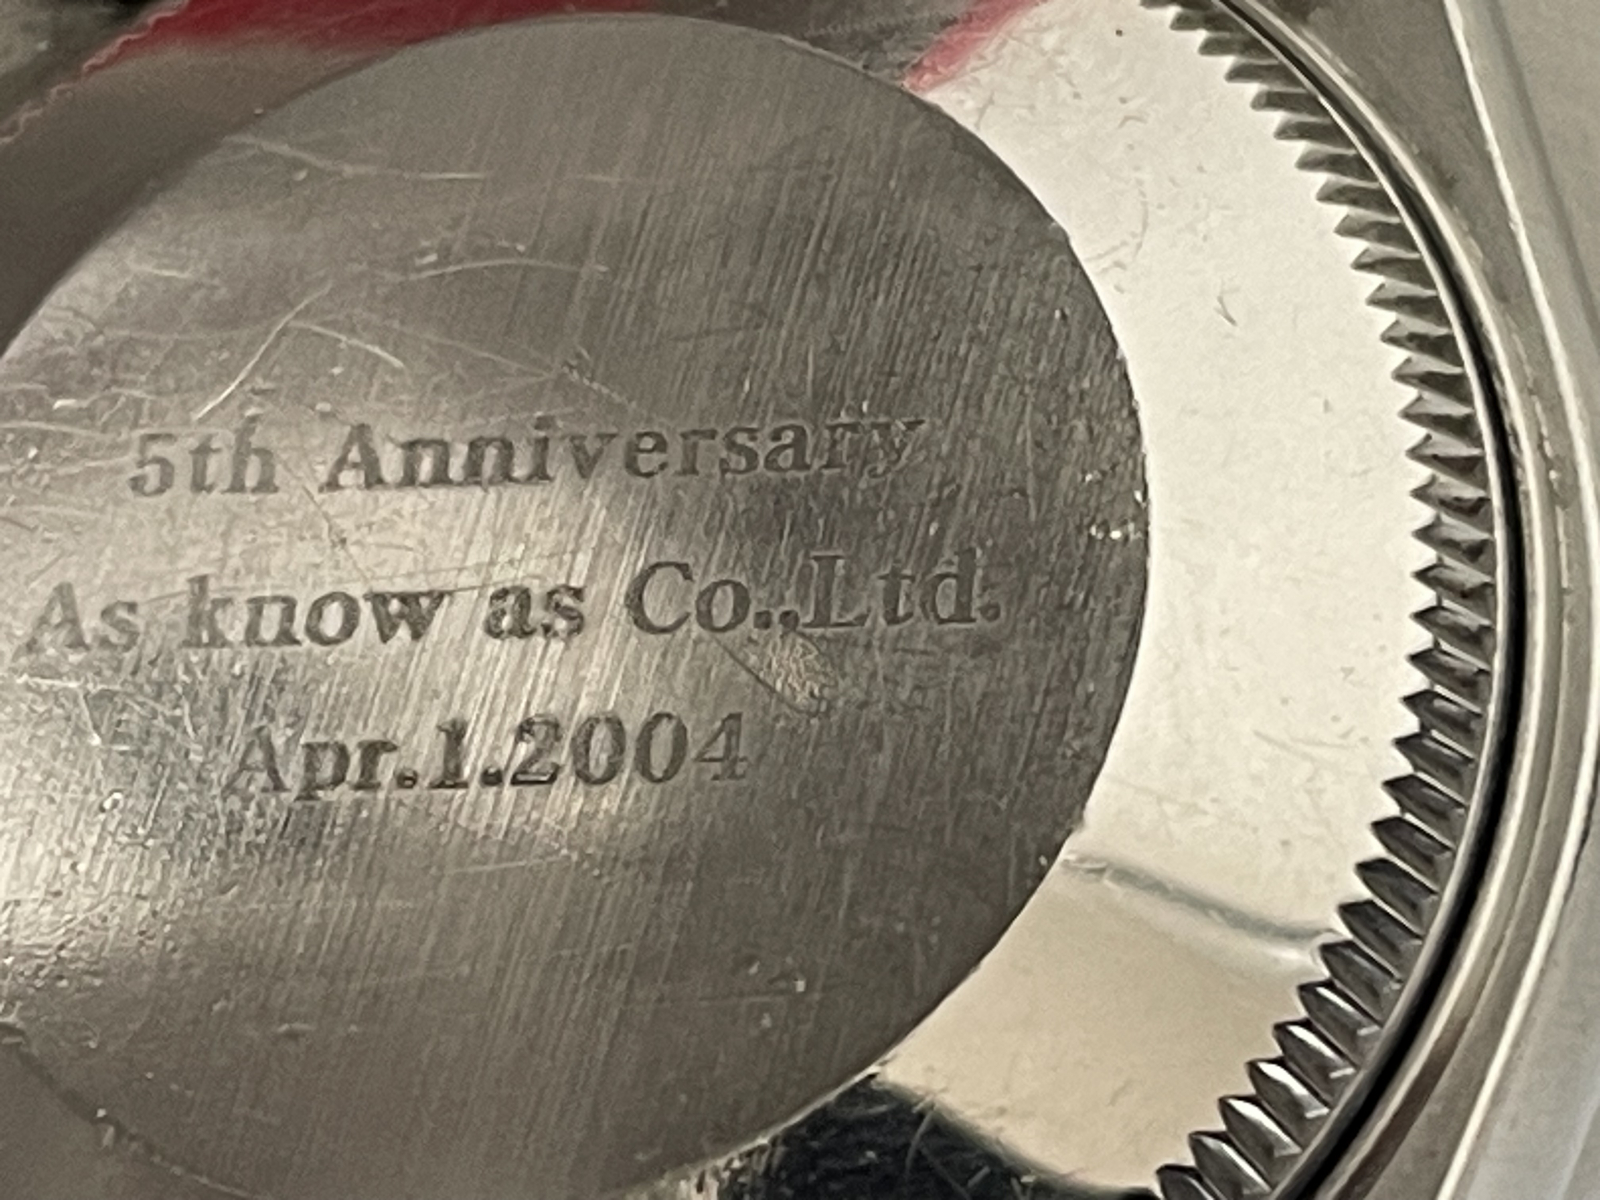 5th Anniversary
As know as Co.,Ltd.
Apr.1.2004